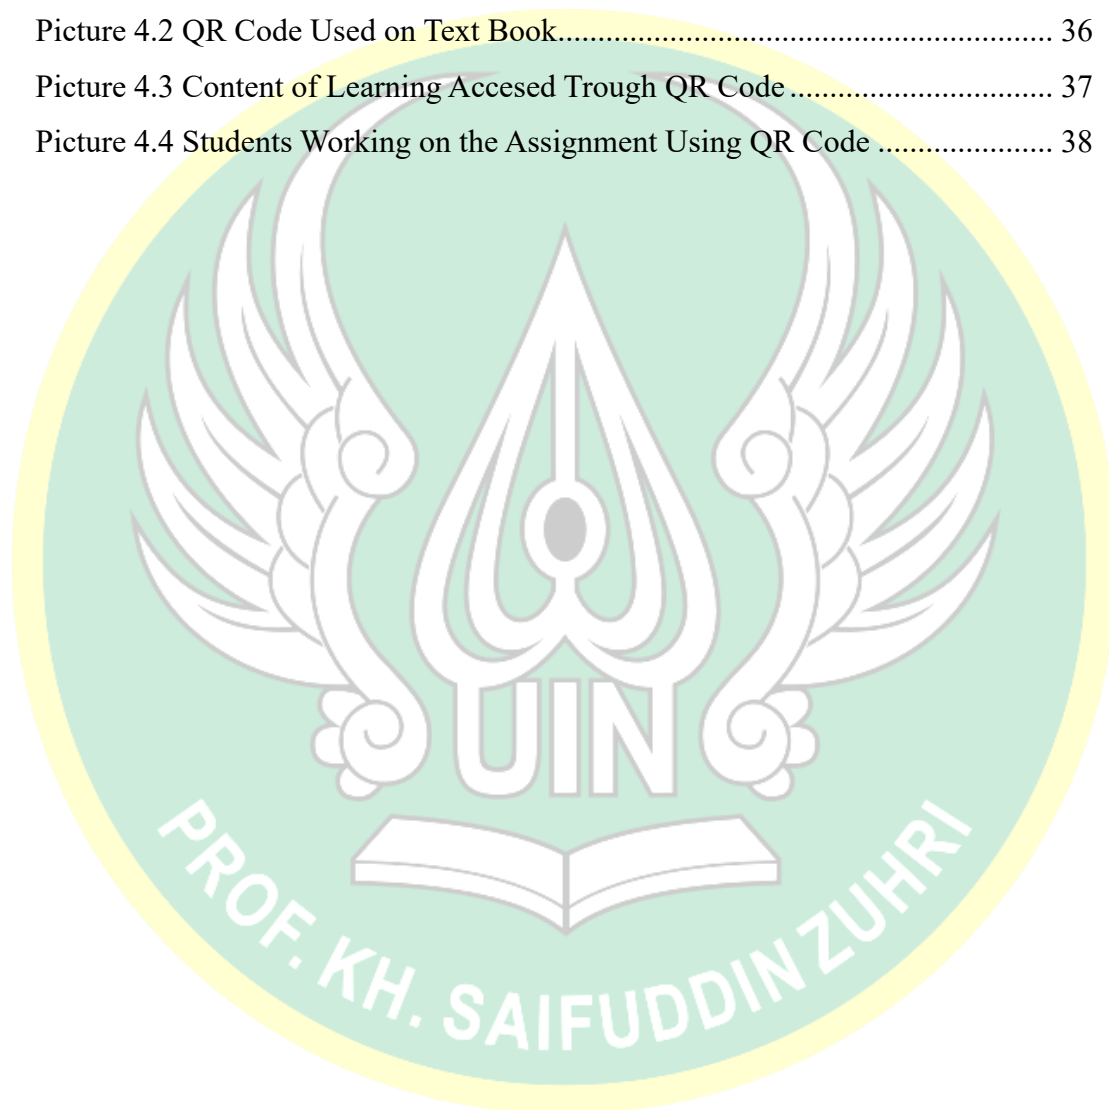 Picture 4.2 QR Code Used on Text Book............................................................... 36
Picture 4.3 Content of Learning Accesed Trough QR Code ................................. 37
Picture 4.4 Students Working on the Assignment Using QR Code ...................... 38
UIN
PROF. KH. SAIFUDDIN ZUHRI